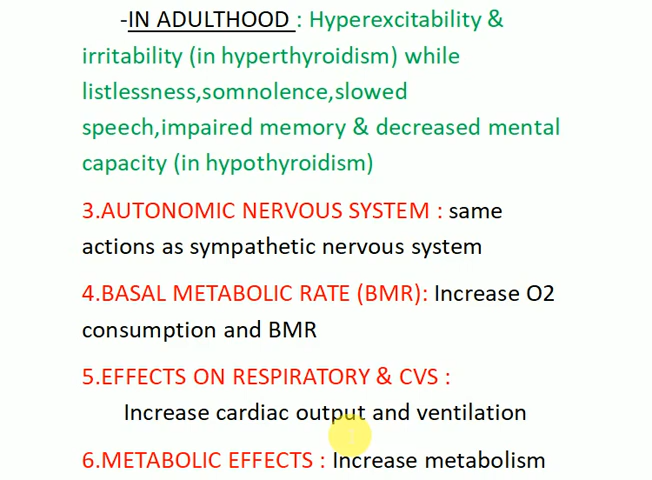 -IN ADULTHOOD : Hyperexcitability &
irritability (in hyperthyroidism) while
listlessness,somnolence,slowed
speech,impaired memory & decreased mental
capacity (in hypothyroidism)
3.AUTONOMIC NERVOUS SYSTEM : same
actions as sympathetic nervous system
4.BASAL METABOLIC RATE (BMR): Increase O2
consumption and BMR
5.EFFECTS ON RESPIRATORY & CVS :
Increase cardiac output and ventilation
6.METABOLIC EFFECTS : Increase metabolism